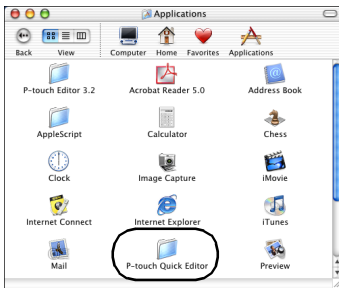 Applications
Back View Computer Home Favorites Applications
P-touch Editor 3.2 Acrobat Reader 5.0 Address Book
AppleScript Calculator Chess
Clock Image Capture iMovie
Internet Connect Internet Explorer iTunes
Mail P-touch Quick Editor Preview